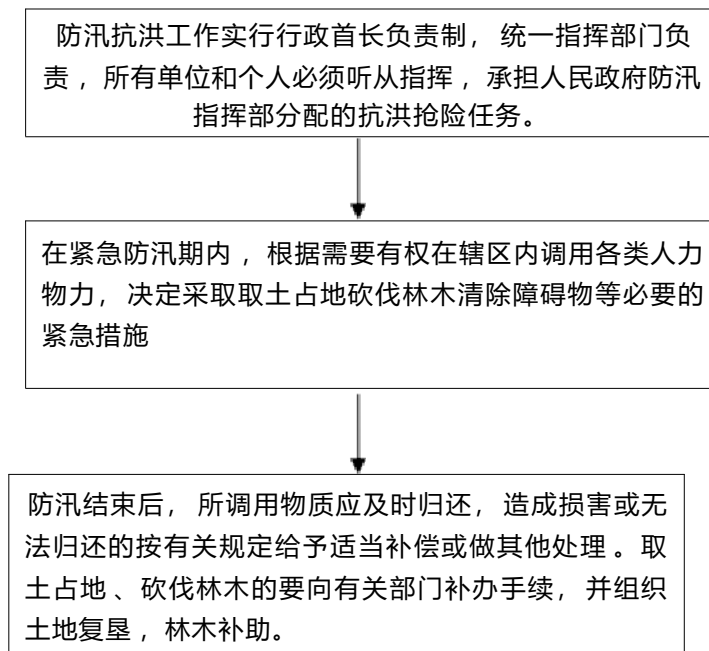 防汛抗洪工作实行行政首长负责制，统一指挥部门负
责，所有单位和个人必须听从指挥，承担人民政府防汛
指挥部分配的抗洪抢险任务。
在紧急防汛期内，根据需要有权在辖区内调用各类人力
物力，决定采取取土占地砍伐林木清除障碍物等必要的
紧急措施
防汛结束后，所调用物质应及时归还，造成损害或无
法归还的按有关规定给予适当补偿或做其他处理。取
土占地、砍伐林木的要向有关部门补办手续，并组织
土地复垦，林木补助。